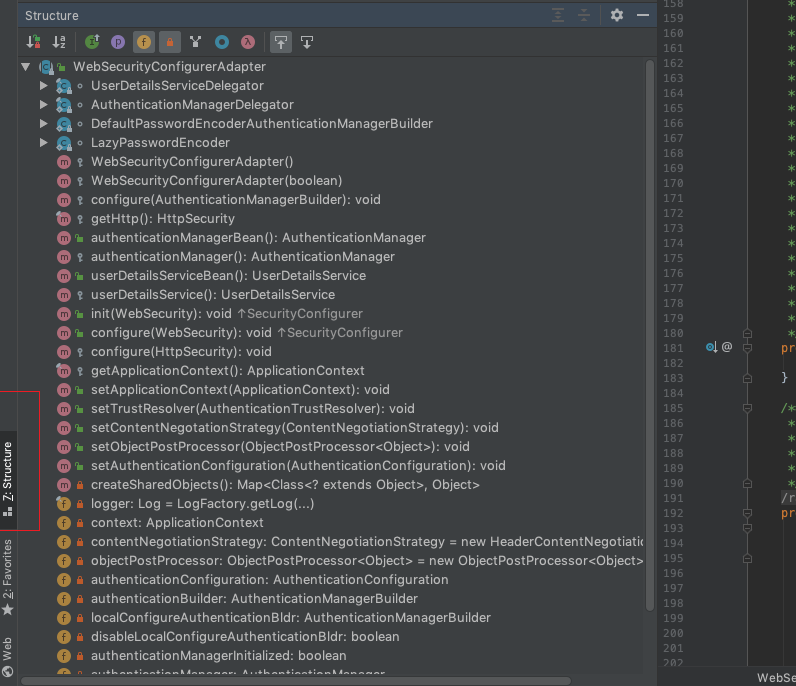 Structure
WebSecurityConfigurerAdapter
UserDetailsServiceDelegator
AuthenticationManagerDelegator
DefaultPasswordEncoderAuthenticationManagerBuilder
LazyPasswordEncoder
WebSecurityConfigurerAdapter()
WebSecurityConfigurerAdapter(boolean)
configure(AuthenticationManagerBuilder): void
getHttp(): HttpSecurity
authenticationManagerBean(): AuthenticationManager
authenticationManager(): AuthenticationManager
userDetailsServiceBean(): UserDetailsService
userDetailsService(): UserDetailsService
init(WebSecurity): void ↑SecurityConfigurer
configure(WebSecurity): void ↑SecurityConfigurer
configure(HttpSecurity): void
getApplicationContext(): ApplicationContext
setApplicationContext(ApplicationContext): void
setTrustResolver(AuthenticationTrustResolver): void
setContentNegotationStrategy(ContentNegotiationStrategy): void
setObjectPostProcessor(ObjectPostProcessor<Object>): void
setAuthenticationConfiguration(AuthenticationConfiguration): void
createSharedObjects(): Map<Class<? extends Object>, Object>
logger: Log = LogFactory.getLog(...)
context: ApplicationContext
contentNegotiationStrategy: ContentNegotiationStrategy = new HeaderContentNegotiatio
objectPostProcessor: ObjectPostProcessor<Object> = new ObjectPostProcessor<Object>
authenticationConfiguration: AuthenticationConfiguration
authenticationBuilder: AuthenticationManagerBuilder
localConfigureAuthenticationBldr: AuthenticationManagerBuilder
disableLocalConfigureAuthenticationBldr: boolean
authenticationManagerInitialized: boolean
authenticationManager: AuthenticationManager
7: Structure
2: Favorites
Web
158 *
159 *
160 *
161 *
162 *
163 *
164 *
165 *
166 *
167 *
168 *
169 *
170 *
171 *
172 *
173 *
174 *
175 *
176 *
177 *
178 *
179 *
180 *
181 @ pr
182
183 }
184
185 /*
186 *
187 *
188 *
189 *
190 *
191 /r
192 pr
193
195
196
197
198
199
200
201
202
WebSe